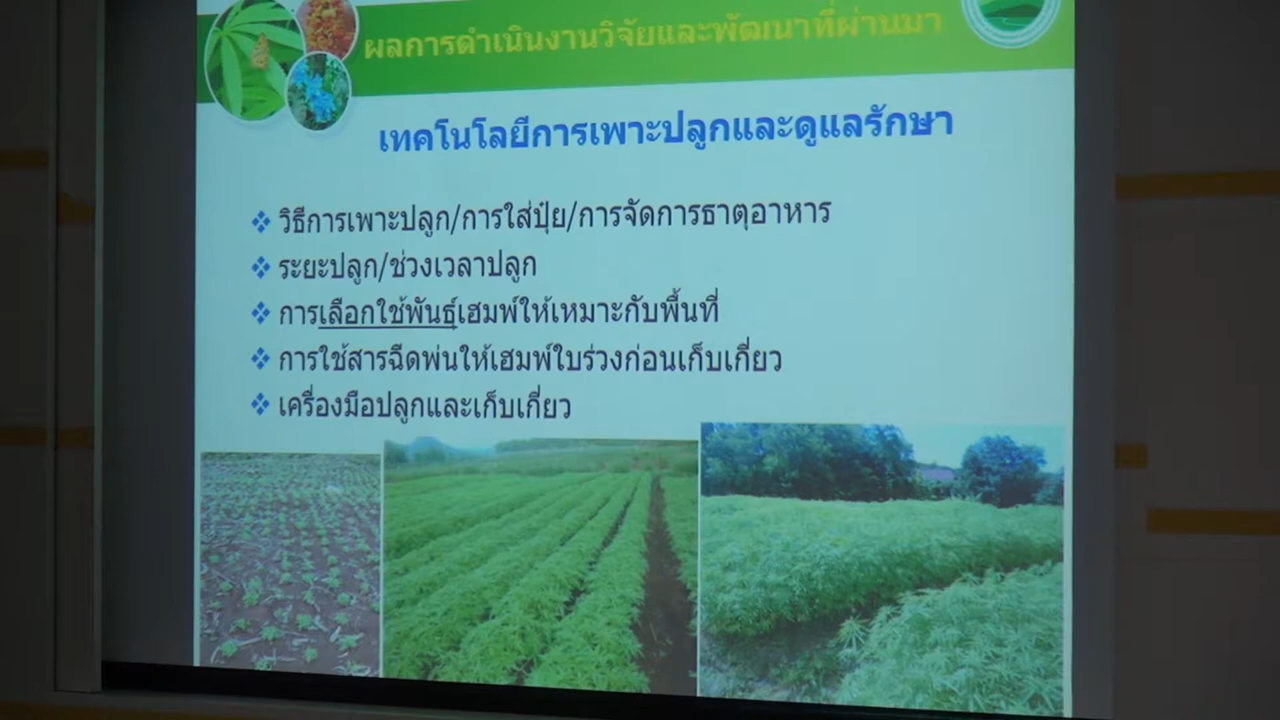 ผลการดำเนินงานวิจัยและพัฒนาที่ผ่านมา
เทคโนโลยีการเพาะปลูกและดูแลรักษา
❖ วิธีการเพาะปลูก/การใส่ปุ๋ย/การจัดการธาตุอาหาร
❖ ระยะปลูก/ช่วงเวลาปลูก
❖ การเลือกใช้พันธุ์เฮมพ์ให้เหมาะกับพื้นที่
❖ การใช้สารฉีดพ่นให้เฮมพ์ใบร่วงก่อนเก็บเกี่ยว
❖ เครื่องมือปลูกและเก็บเกี่ยว